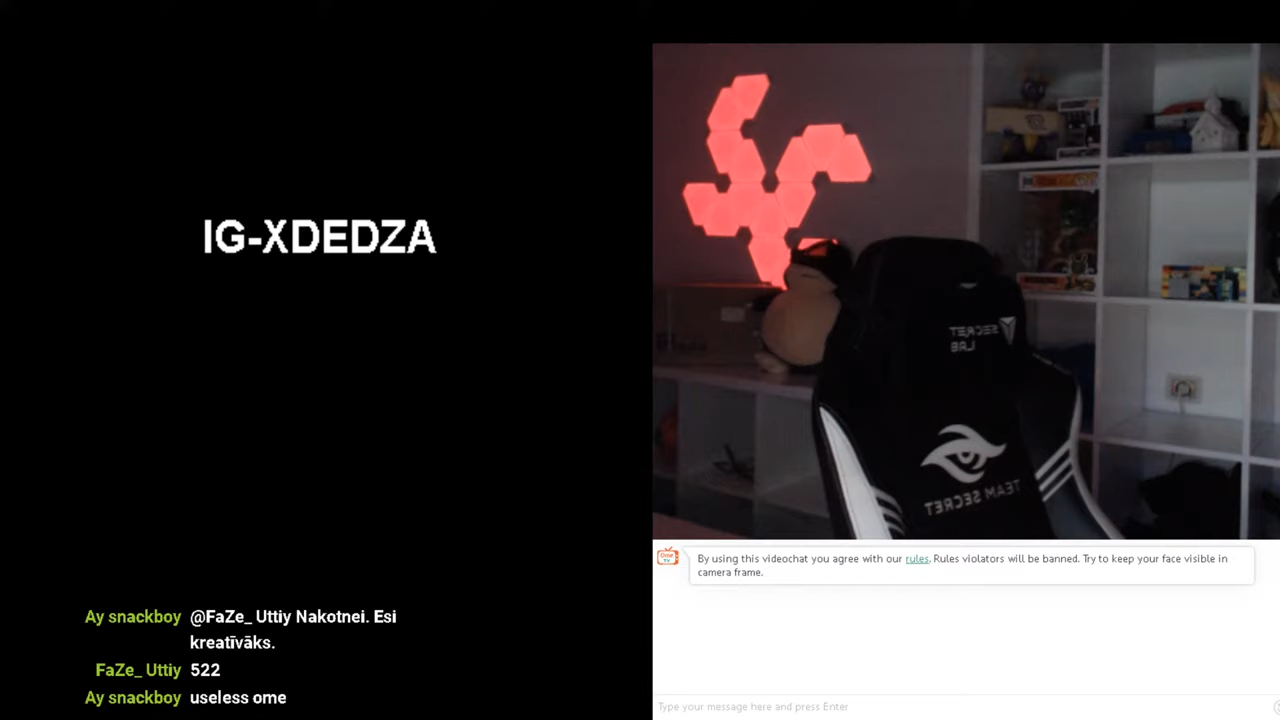 IG-XDEDZA
SECRET
LAB
TEAM SECRET
Ome
TV
By using this videochat you agree with our rules. Rules violators will be banned. Try to keep your face visible in
camera frame.
Ay snackboy @FaZe_ Uttiy Nakotnei. Esi
kreatīvāks.
FaZe_ Uttiy 522
Ay snackboy useless ome
Type your message here and press Enter